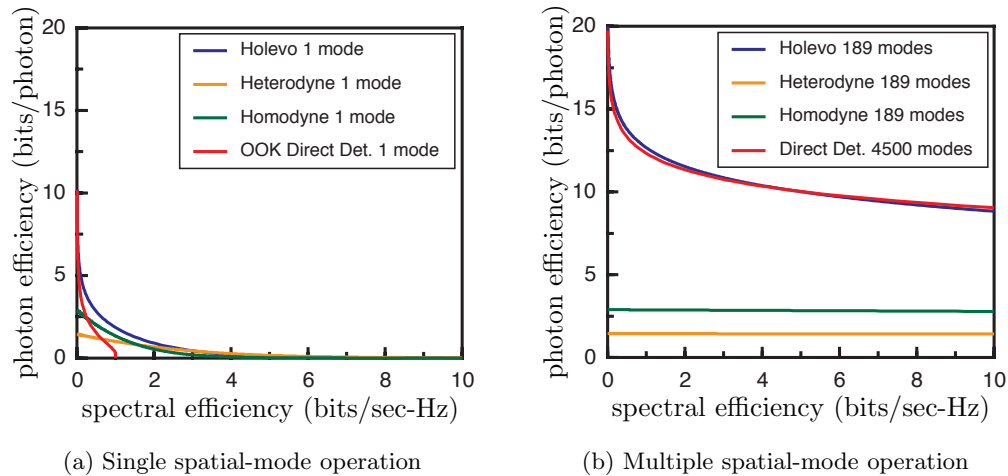 photon efficiency (bits/photon)
20
15
10
5
0
Holevo 1 mode
Heterodyne 1 mode
Homodyne 1 mode
OOK Direct Det. 1 mode
0 2 4 6 8 10
spectral efficiency (bits/sec-Hz)
(a) Single spatial-mode operation
photon efficiency (bits/photon)
20
15
10
5
0
Holevo 189 modes
Heterodyne 189 modes
Homodyne 189 modes
Direct Det. 4500 modes
0 2 4 6 8 10
spectral efficiency (bits/sec-Hz)
(b) Multiple spatial-mode operation